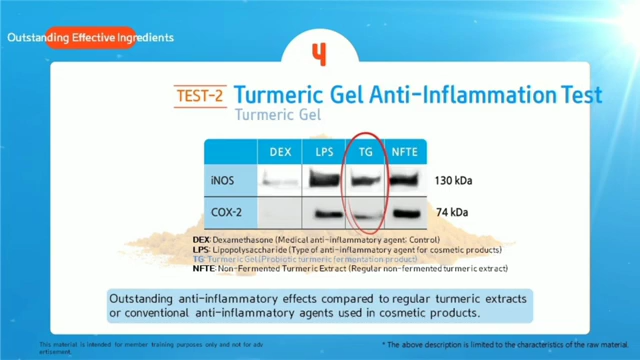 Outstanding Effective Ingredients
4
TEST-2 Turmeric Gel Anti-Inflammation Test
Turmeric Gel
DEX LPS TG NFTE
iNOS 130 kDa
COX-2 74 kDa
DEX: Dexamethasone (Medical anti-inflammatory agent; Control)
LPS: Lipopolysaccharide (Type of anti-inflammatory agent for cosmetic products)
TG: Turmeric Gel(Probiotic turmeric fermentation product)
NFTE: Non-Fermented Turmeric Extract (Regular non-fermented turmeric extract)
Outstanding anti-inflammatory effects compared to regular turmeric extracts
or conventional anti-inflammatory agents used in cosmetic products.
This material is intended for member training purposes only and not for adv
ertisement.
* The above description is limited to the characteristics of the raw material.